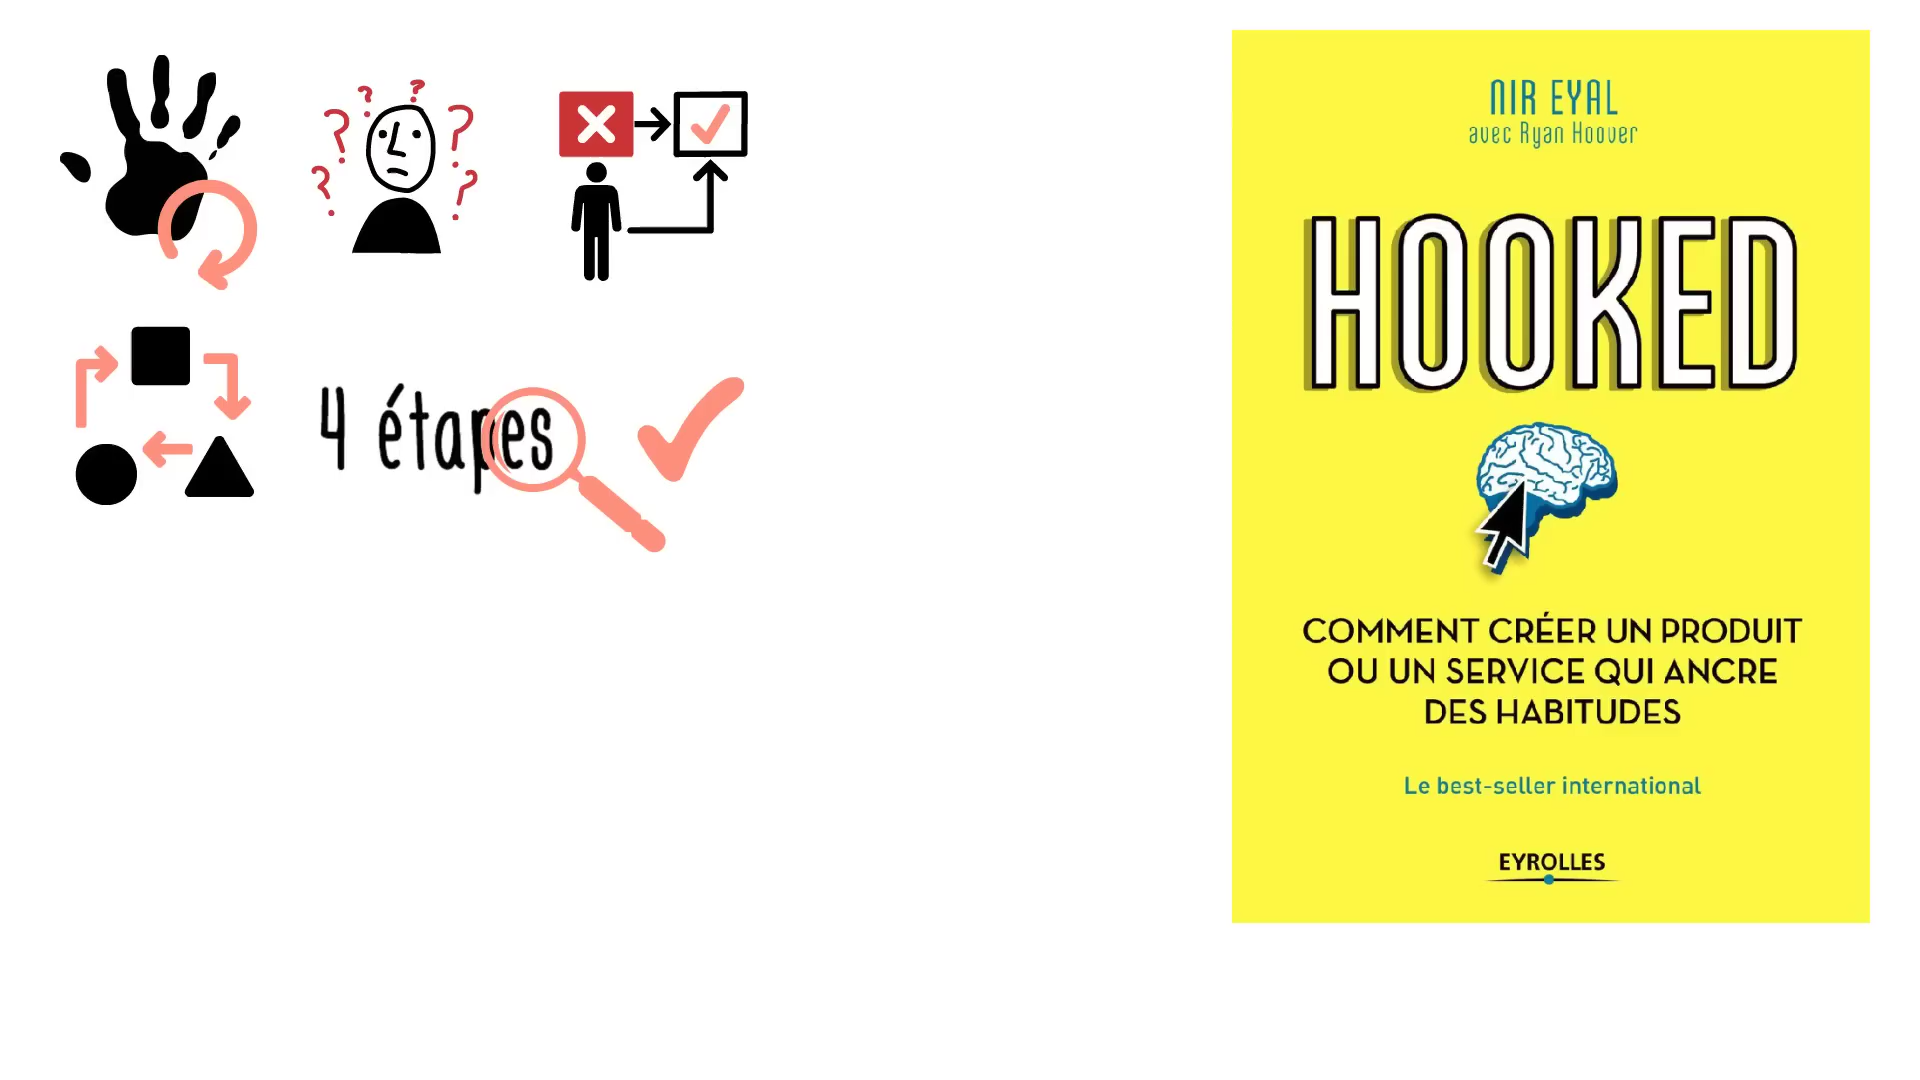 4 étapes
NIR EYAL
avec Ryan Hoover
HOOKED
COMMENT CRÉER UN PRODUIT
OU UN SERVICE QUI ANCRE
DES HABITUDES
Le best-seller international
EYROLLES